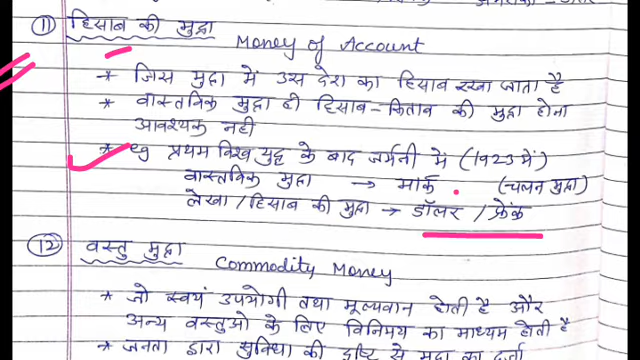 ⑪ हिसाब की मुद्रा
Money of Account
* जिस मुद्रा मे उस देश का हिसाब रखा जाता है
* वास्तविक मुद्रा ही हिसाब-किताब की मुद्रा होना
आवश्यक नही
* eg प्रथम विश्व युद्ध के बाद जर्मनी में (1923 में)
वास्तविक मुद्रा → मार्क (चलन मुद्रा)
लेखा/हिसाब की मुद्रा → डॉलर / फ्रेंक
⑫ वस्तु मुद्रा
Commodity Money
* जो स्वयं उपयोगी तथा मूल्यवान होती है और
अन्य वस्तुओ के लिए विनिमय का माध्यम होती है
* जनता द्वारा सुविधा की दृष्टि से मुद्रा का दर्जा